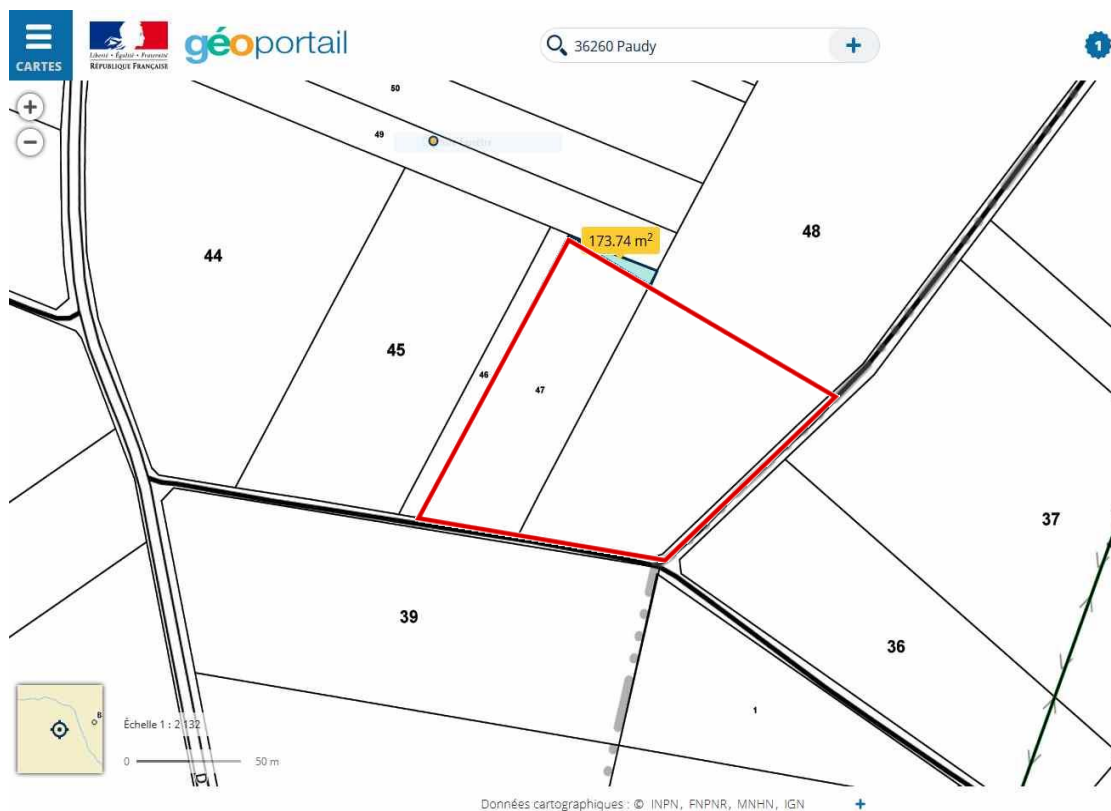 CARTES
Liberté • Égalité • Fraternité
RÉPUBLIQUE FRANÇAISE
géoportail
36260 Paudy
+
1
+
−
50
49
173.74 m²
48
44
45
46
47
37
39
36
1
B
Échelle 1 : 2 132
0 50 m
D
Données cartographiques : © INPN, FNPNR, MNHN, IGN +